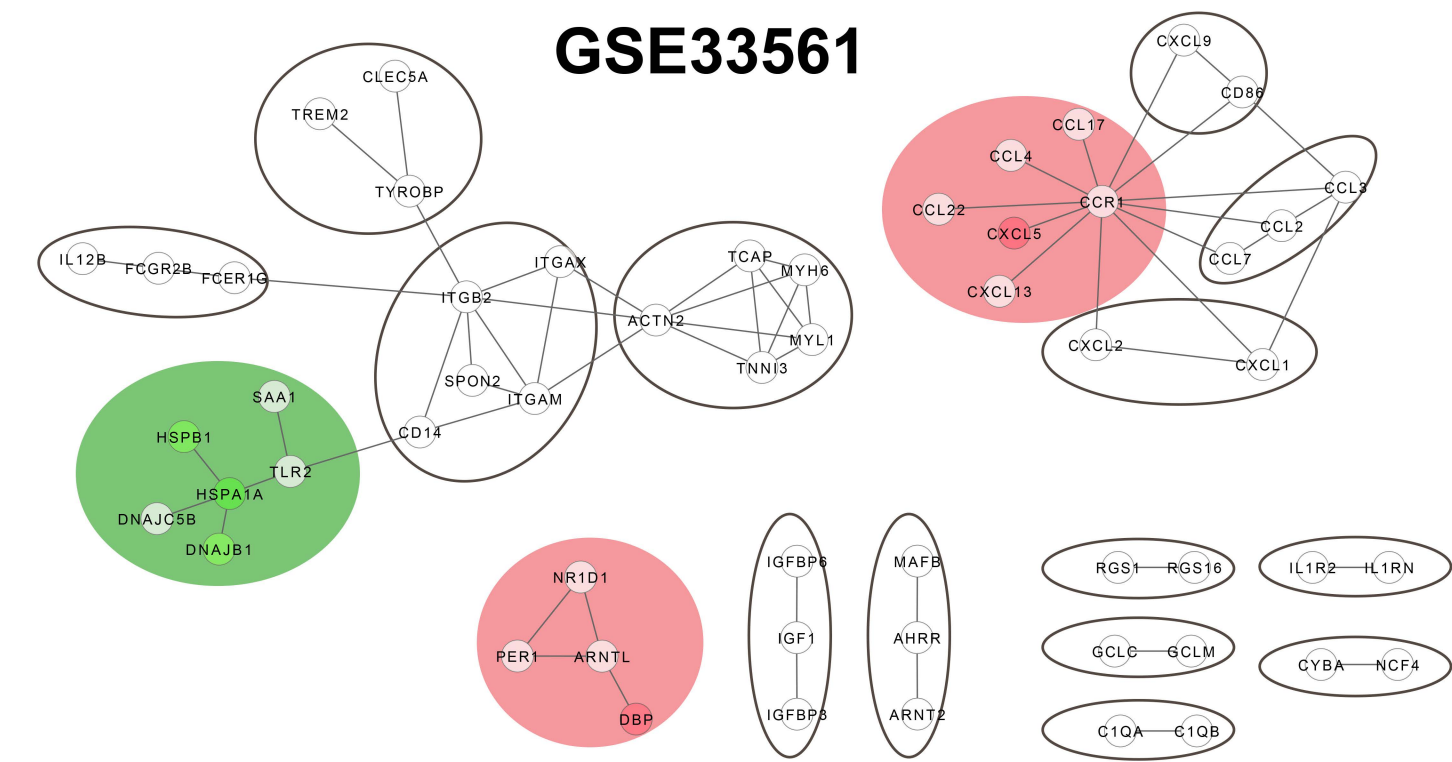 GSE33561
CXCL9
CLEC5A
CD86
TREM2
CCL17
CCL4
TYROBP
CCL3
CCR1
CCL22
CCL2
CXCL5
IL12B
FCGR2B
FCER1G
ITGAX
TCAP
MYH6
CCL7
ITGB2
CXCL13
ACTN2
MYL1
CXCL2
CXCL1
TNNI3
SPON2
ITGAM
SAA1
CD14
HSPB1
TLR2
HSPA1A
DNAJC5B
DNAJB1
NR1D1
PER1
ARNTL
DBP
IGFBP6
IGF1
IGFBP3
MAFB
AHRR
ARNT2
RGS1
RGS16
IL1R2
IL1RN
GCLC
GCLM
CYBA
NCF4
C1QA
C1QB